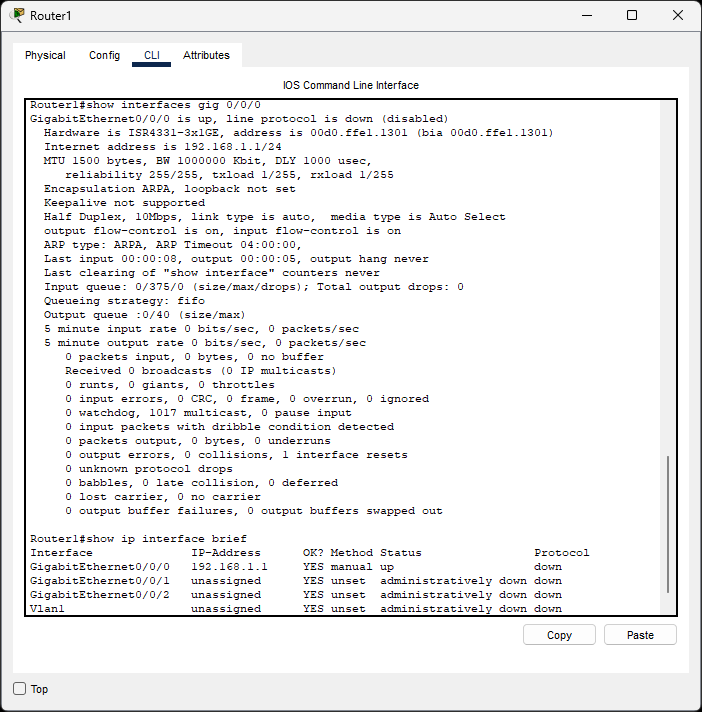 Router1
Physical Config CLI Attributes
IOS Command Line Interface
Router1#show interfaces gig 0/0/0
GigabitEthernet0/0/0 is up, line protocol is down (disabled)
  Hardware is ISR4331-3x1GE, address is 00d0.ffe1.1301 (bia 00d0.ffe1.1301)
  Internet address is 192.168.1.1/24
  MTU 1500 bytes, BW 1000000 Kbit, DLY 1000 usec,
     reliability 255/255, txload 1/255, rxload 1/255
  Encapsulation ARPA, loopback not set
  Keepalive not supported
  Half Duplex, 10Mbps, link type is auto,  media type is Auto Select
  output flow-control is on, input flow-control is on
  ARP type: ARPA, ARP Timeout 04:00:00,
  Last input 00:00:08, output 00:00:05, output hang never
  Last clearing of "show interface" counters never
  Input queue: 0/375/0 (size/max/drops); Total output drops: 0
  Queueing strategy: fifo
  Output queue :0/40 (size/max)
  5 minute input rate 0 bits/sec, 0 packets/sec
  5 minute output rate 0 bits/sec, 0 packets/sec
     0 packets input, 0 bytes, 0 no buffer
     Received 0 broadcasts (0 IP multicasts)
     0 runts, 0 giants, 0 throttles
     0 input errors, 0 CRC, 0 frame, 0 overrun, 0 ignored
     0 watchdog, 1017 multicast, 0 pause input
     0 input packets with dribble condition detected
     0 packets output, 0 bytes, 0 underruns
     0 output errors, 0 collisions, 1 interface resets
     0 unknown protocol drops
     0 babbles, 0 late collision, 0 deferred
     0 lost carrier, 0 no carrier
     0 output buffer failures, 0 output buffers swapped out
Router1#show ip interface brief
Interface              IP-Address      OK? Method Status                Protocol
GigabitEthernet0/0/0   192.168.1.1     YES manual up                    down
GigabitEthernet0/0/1   unassigned      YES unset  administratively down down
GigabitEthernet0/0/2   unassigned      YES unset  administratively down down
Vlan1                  unassigned      YES unset  administratively down down
Copy Paste
Top